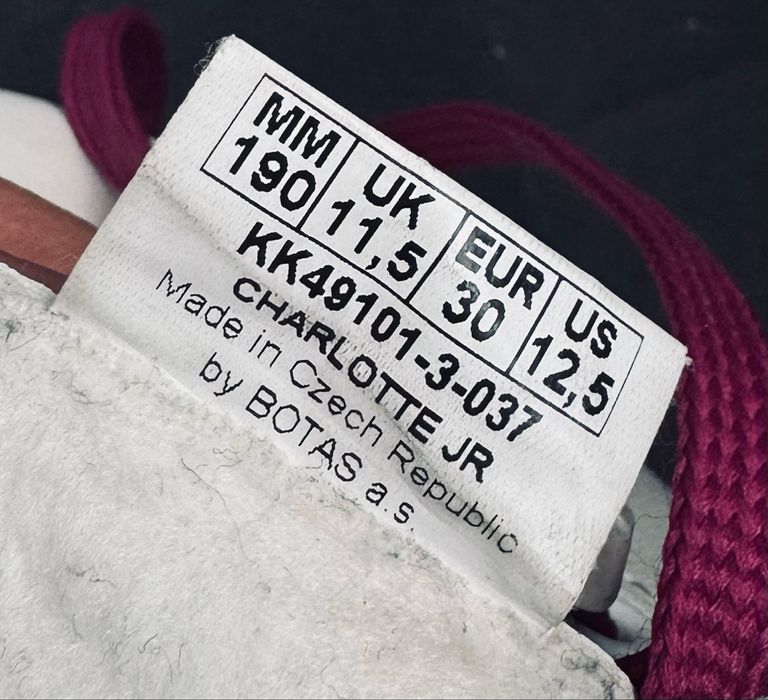 MM UK EUR US
190 11,5 30 12,5
KK49101-3-037
CHARLOTTE JR
Made in Czech Republic
by BOTAS a.s.